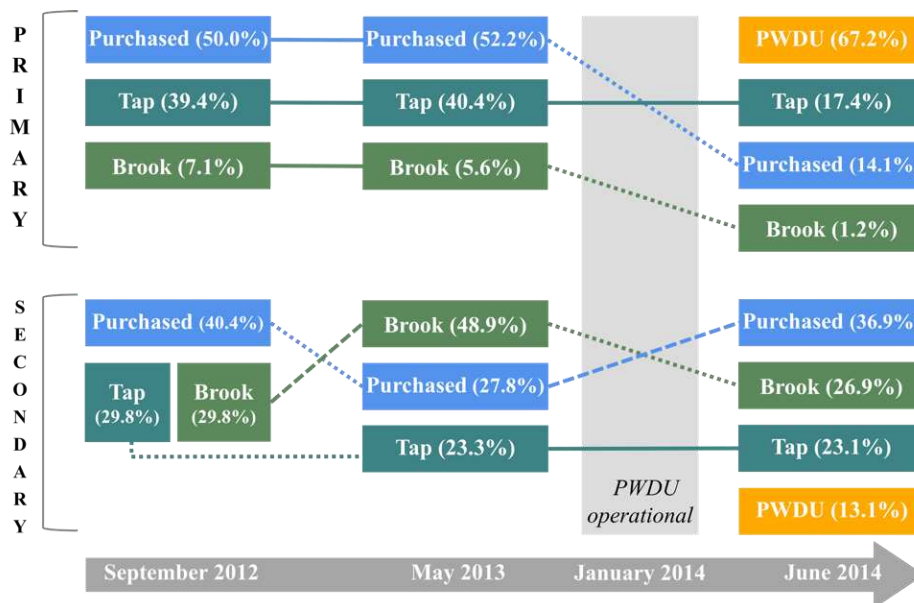 PRIMARY
Purchased (50.0%)
Purchased (52.2%)
PWDU (67.2%)
Tap (39.4%)
Tap (40.4%)
Tap (17.4%)
Brook (7.1%)
Brook (5.6%)
Purchased (14.1%)
Brook (1.2%)
SECONDARY
Purchased (40.4%)
Brook (48.9%)
Purchased (36.9%
Tap
(29.8%)
Brook
(29.8%)
Purchased (27.8%)
Brook (26.9%)
Tap (23.3%)
Tap (23.1%)
PWDU
operational
PWDU (13.1%)
September 2012
May 2013
January 2014
June 2014